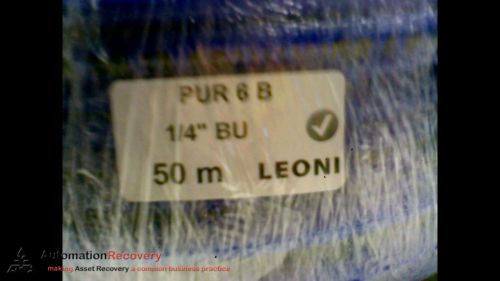 PUR 6 B
1/4" BU
50 m LEONI
AutomationRecovery
making Asset Recovery a common business practice